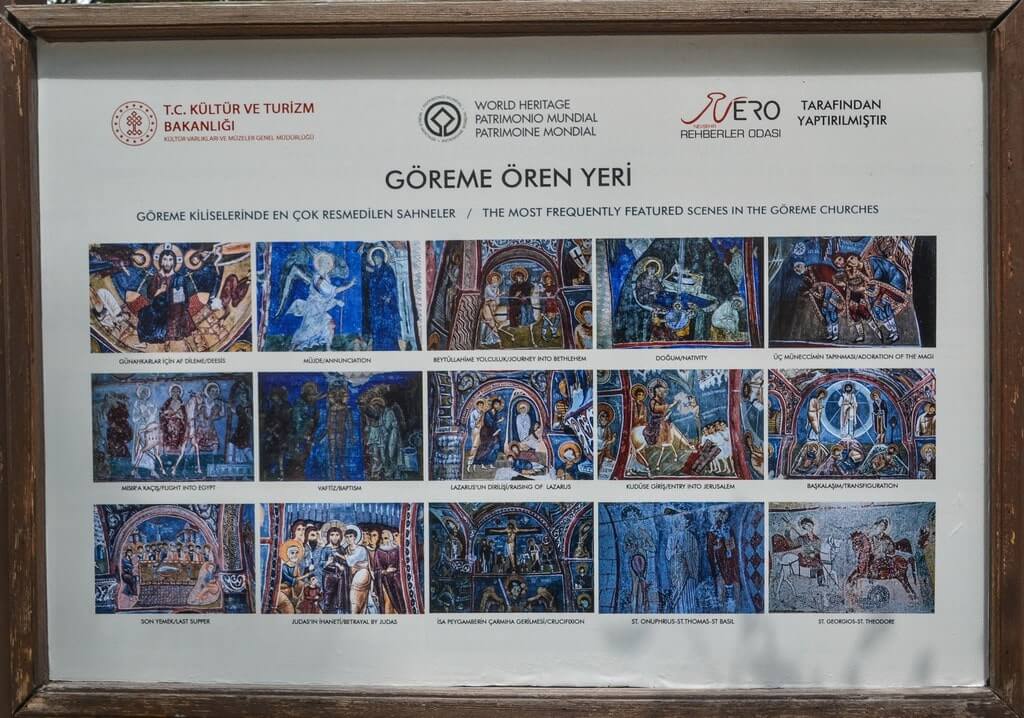 T.C. KÜLTÜR VE TURİZM
BAKANLIĞI
KÜLTÜR VARLIKLARI VE MÜZELER GENEL MÜDÜRLÜĞÜ
WORLD HERITAGE
PATRIMONIO MUNDIAL
PATRIMOINE MONDIAL
NERO
NEVŞEHİR
REHBERLER ODASI
TARAFINDAN
YAPTIRILMIŞTIR
GÖREME ÖREN YERİ
GÖREME KİLİSELERİNDE EN ÇOK RESMEDİLEN SAHNELER / THE MOST FREQUENTLY FEATURED SCENES IN THE GÖREME CHURCHES
GÜNAHKARLAR İÇİN AF DİLEME/DEESIS
MÜJDE/ANNUNCIATION
BEYTÜLLAHİME YOLCULUK/JOURNEY INTO BETHLEHEM
DOĞUM/NATIVITY
ÜÇ MÜNECCİMİN TAPINMASI/ADORATION OF THE MAGI
MISIR'A KAÇIŞ/FLIGHT INTO EGYPT
VAFTİZ/BAPTISM
LAZARUS'UN DİRİLİŞİ/RAISING OF LAZARUS
KUDÜSE GİRİŞ/ENTRY INTO JERUSALEM
BAŞKALAŞIM/TRANSFIGURATION
SON YEMEK/LAST SUPPER
JUDAS'IN İHANETİ/BETRAYAL BY JUDAS
İSA PEYGAMBERİN ÇARMIHA GERİLMESİ/CRUCIFIXION
ST. ONUPHRIUS-ST.THOMAS-ST BASIL
ST. GEORGIOS-ST. THEODORE